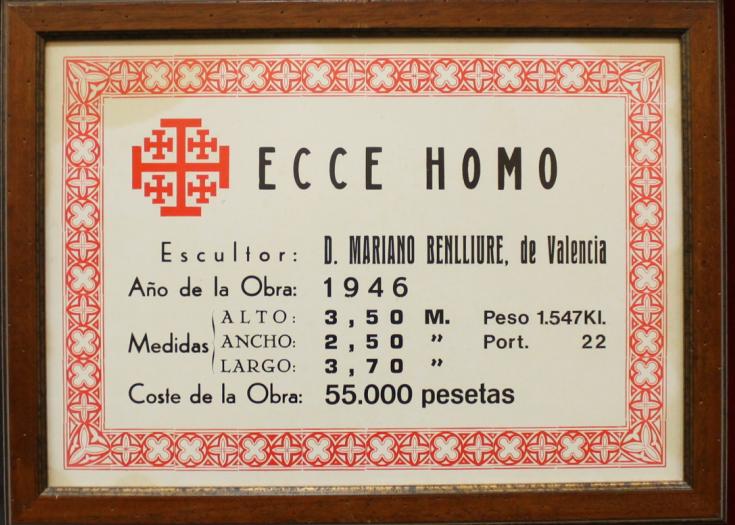 ECCE HOMO
Escultor: D. MARIANO BENLLIURE, de Valencia
Año de la Obra: 1946
Medidas ALTO: 3,50 M. Peso 1.547Kl.
ANCHO: 2,50 " Port. 22
LARGO: 3,70 "
Coste de la Obra: 55.000 pesetas